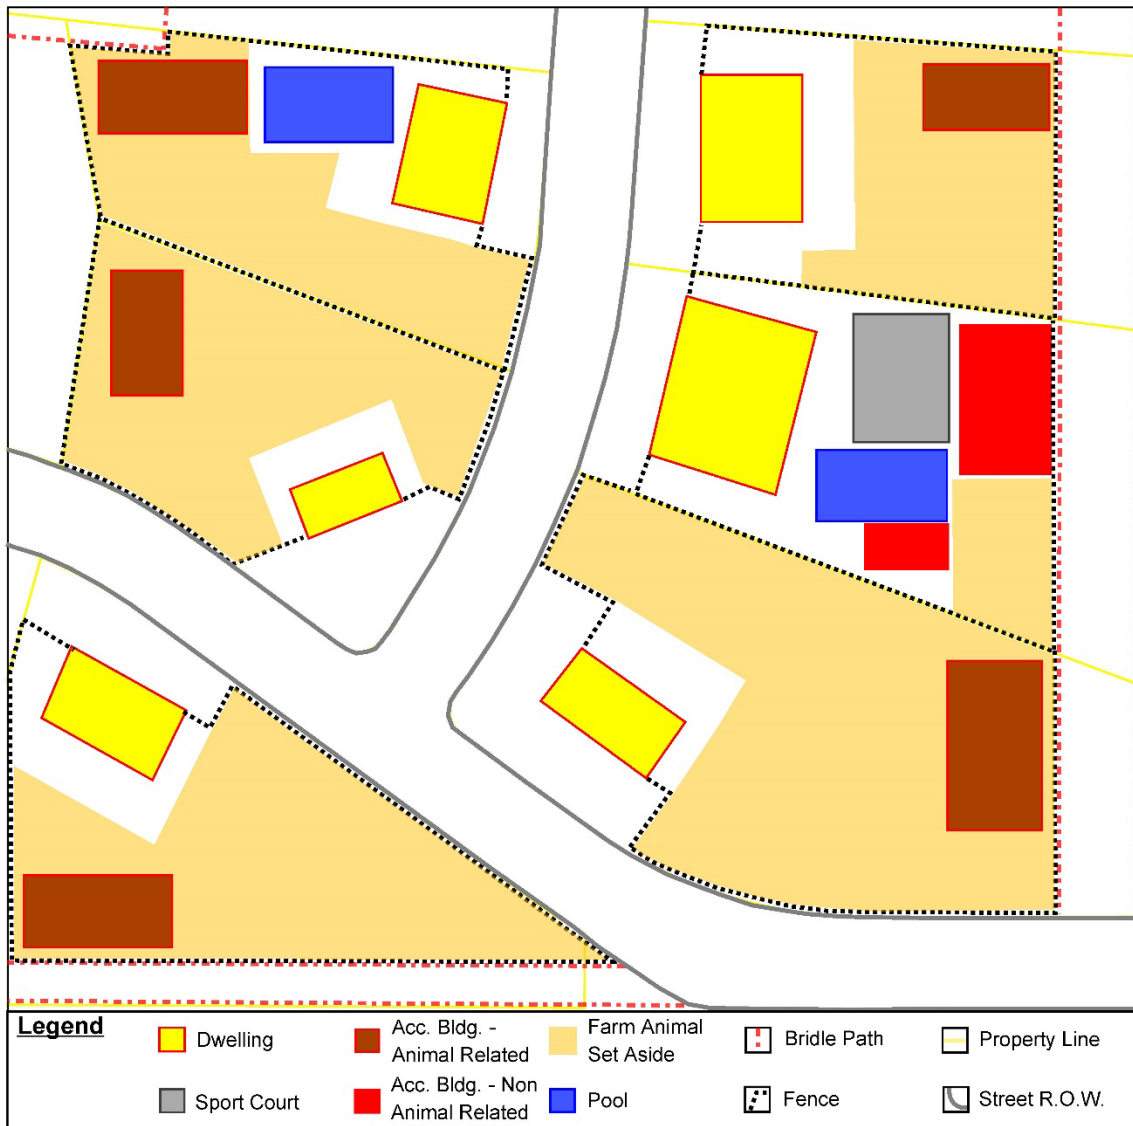 Legend
Dwelling
Acc. Bldg. -
Animal Related
Farm Animal
Set Aside
Bridle Path
Property Line
Sport Court
Acc. Bldg. - Non
Animal Related
Pool
Fence
Street R.O.W.